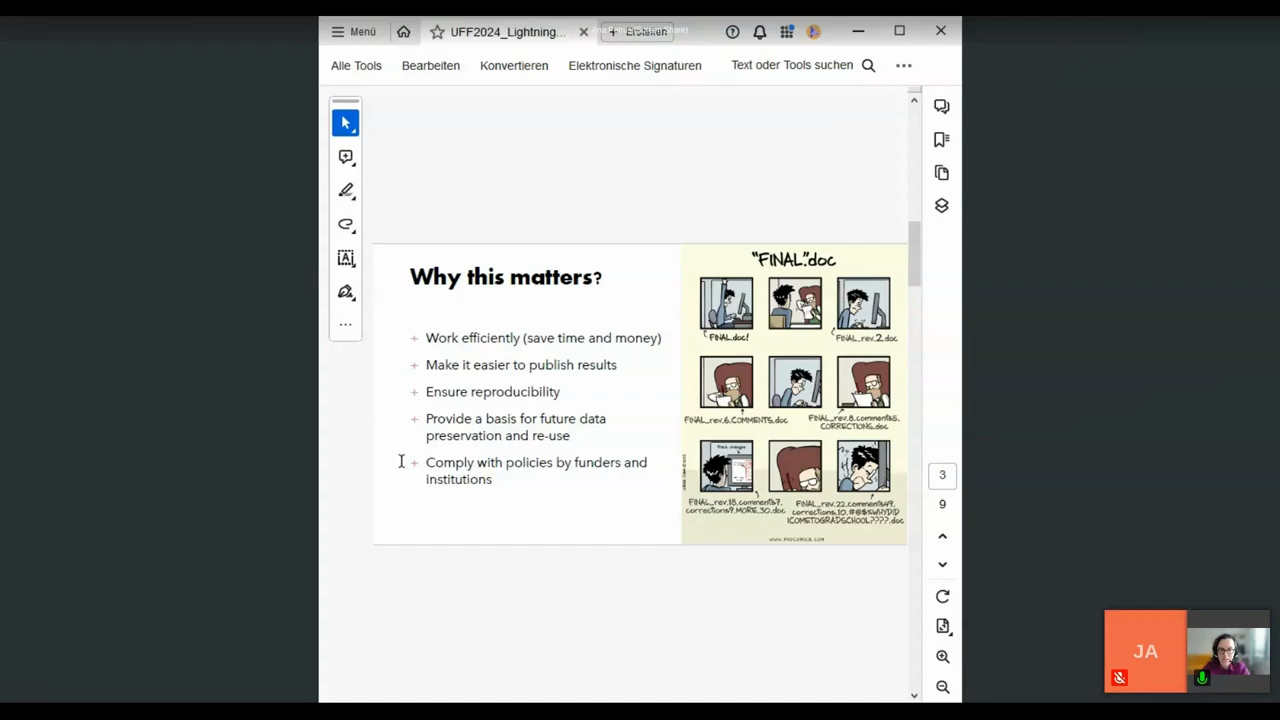 Menü
UFF2024_Lightning...
Erstellen
Alle Tools
Bearbeiten
Konvertieren
Elektronische Signaturen
Text oder Tools suchen
Why this matters?
+ Work efficiently (save time and money)
+ Make it easier to publish results
+ Ensure reproducibility
+ Provide a basis for future data
preservation and re-use
+ Comply with policies by funders and
institutions
"FINAL".doc
FINAL.doc!
FINAL_rev.2.doc
FINAL_rev.6.COMMENTS.doc
FINAL_rev.8.comments5.
CORRECTIONS.doc
Track changes
FINAL_rev.18.comments7.
corrections9.MORE.30.doc
FINAL_rev.22.comments49.
corrections.10.#@$%WHYDID
ICOMETOGRADSCHOOL????.doc
WWW.PHDCOMICS.COM
3
9
JA